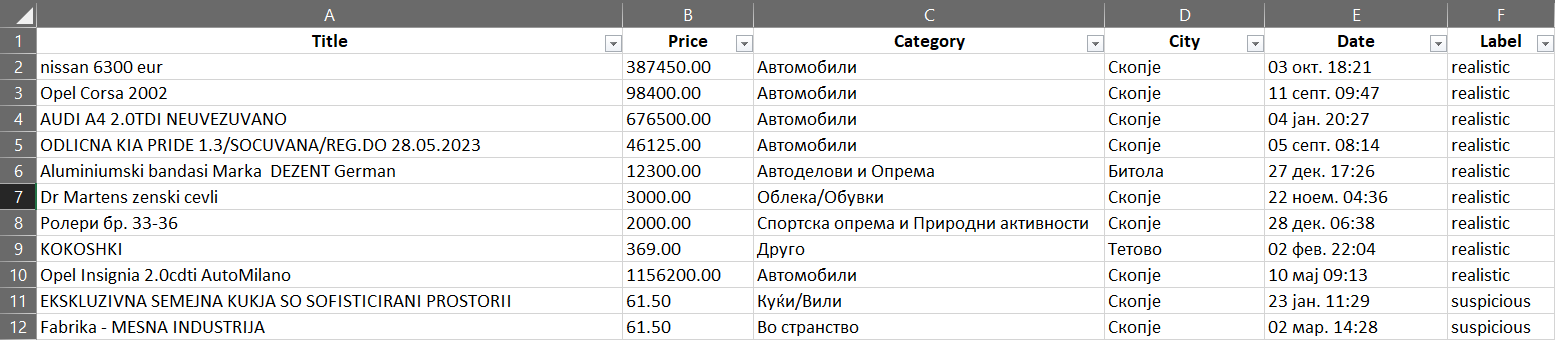 A B C D E F
1 Title Price Category City Date Label
2 nissan 6300 eur 387450.00 Автомобили Скопје 03 окт. 18:21 realistic
3 Opel Corsa 2002 98400.00 Автомобили Скопје 11 септ. 09:47 realistic
4 AUDI A4 2.0TDI NEUVEZUVANO 676500.00 Автомобили Скопје 04 јан. 20:27 realistic
5 ODLICNA KIA PRIDE 1.3/SOCUVANA/REG.DO 28.05.2023 46125.00 Автомобили Скопје 05 септ. 08:14 realistic
6 Aluminiumski bandasi Marka  DEZENT German 12300.00 Автоделови и Опрема Битола 27 дек. 17:26 realistic
7 Dr Martens zenski cevli 3000.00 Облека/Обувки Скопје 22 ноем. 04:36 realistic
8 Ролери бр. 33-36 2000.00 Спортска опрема и Природни активности Скопје 28 дек. 06:38 realistic
9 KOKOSHKI 369.00 Друго Тетово 02 фев. 22:04 realistic
10 Opel Insignia 2.0cdti AutoMilano 1156200.00 Автомобили Скопје 10 мај 09:13 realistic
11 EKSKLUZIVNA SEMEJNA KUKJA SO SOFISTICIRANI PROSTORII 61.50 Куќи/Вили Скопје 23 јан. 11:29 suspicious
12 Fabrika - MESNA INDUSTRIJA 61.50 Во странство Скопје 02 мар. 14:28 suspicious